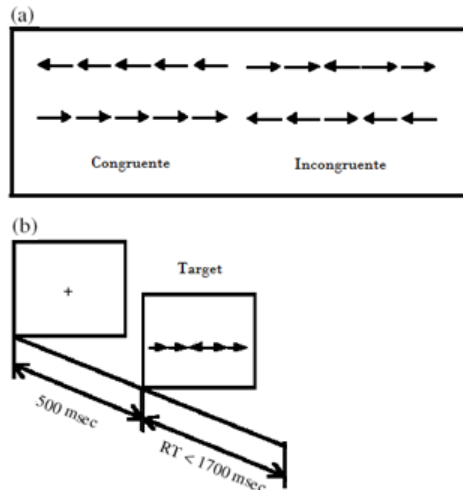 (a)
Congruente Incongruente
(b)
+
Target
500 msec
RT < 1700 msec